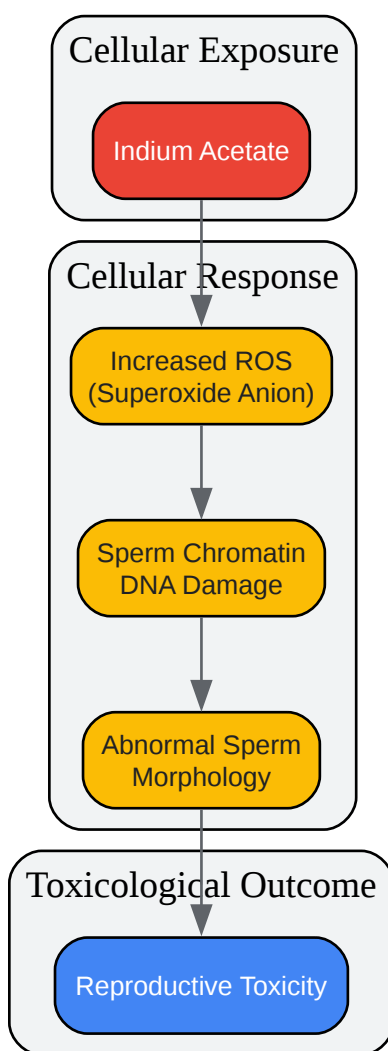 Cellular Exposure
Indium Acetate
Cellular Response
Increased ROS
(Superoxide Anion)
Sperm Chromatin
DNA Damage
Abnormal Sperm
Morphology
Toxicological Outcome
Reproductive Toxicity